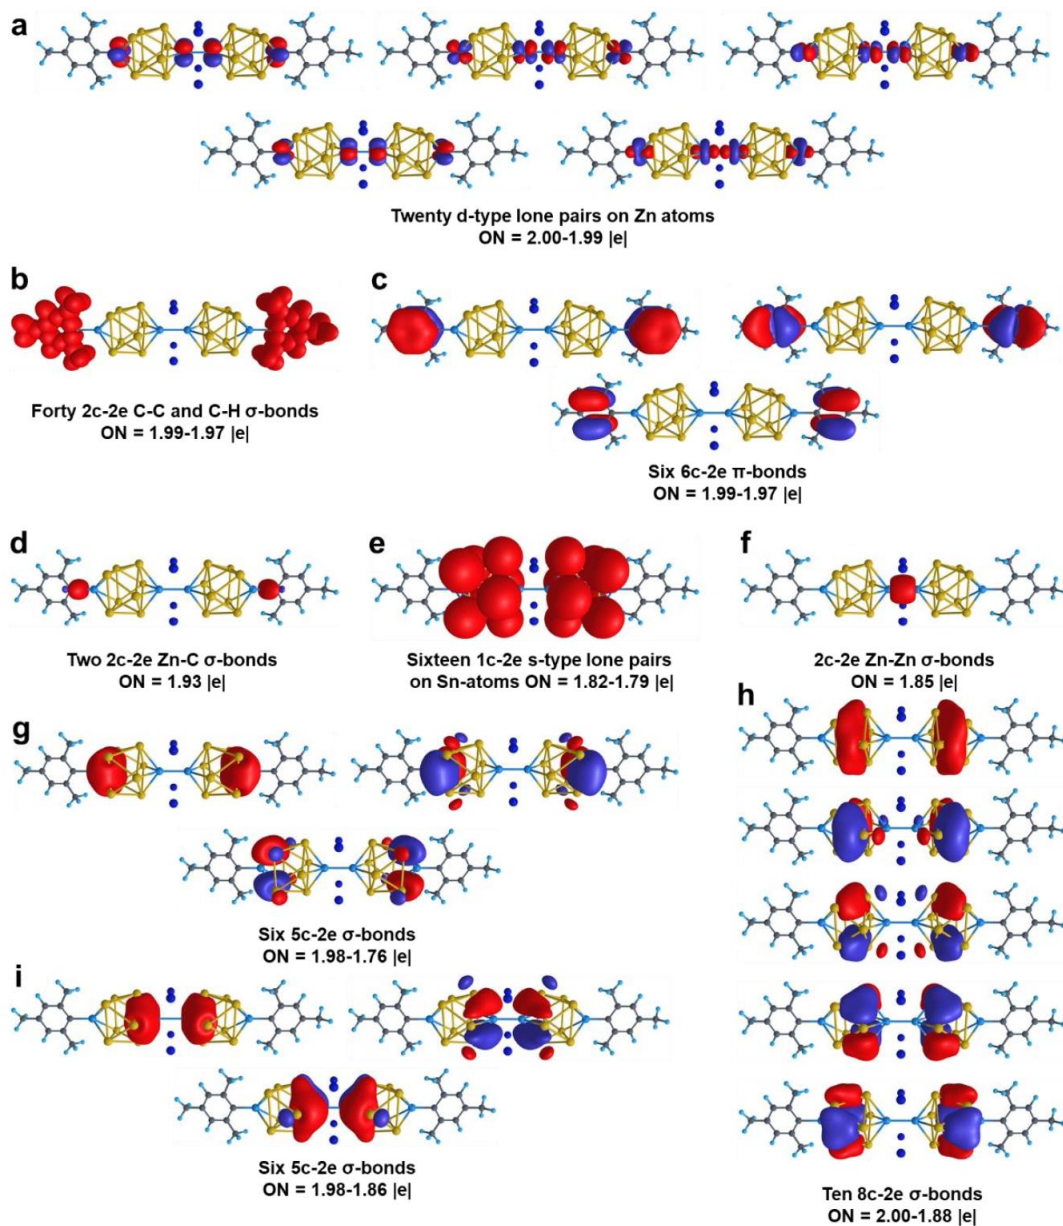 a
Twenty d-type lone pairs on Zn atoms
ON = 2.00-1.99 |e|
b
Forty 2c-2e C-C and C-H σ-bonds
ON = 1.99-1.97 |e|
c
Six 6c-2e π-bonds
ON = 1.99-1.97 |e|
d
Two 2c-2e Zn-C σ-bonds
ON = 1.93 |e|
e
Sixteen 1c-2e s-type lone pairs
on Sn-atoms ON = 1.82-1.79 |e|
f
2c-2e Zn-Zn σ-bonds
ON = 1.85 |e|
g
Six 5c-2e σ-bonds
ON = 1.98-1.76 |e|
h
Ten 8c-2e σ-bonds
ON = 2.00-1.88 |e|
i
Six 5c-2e σ-bonds
ON = 1.98-1.86 |e|